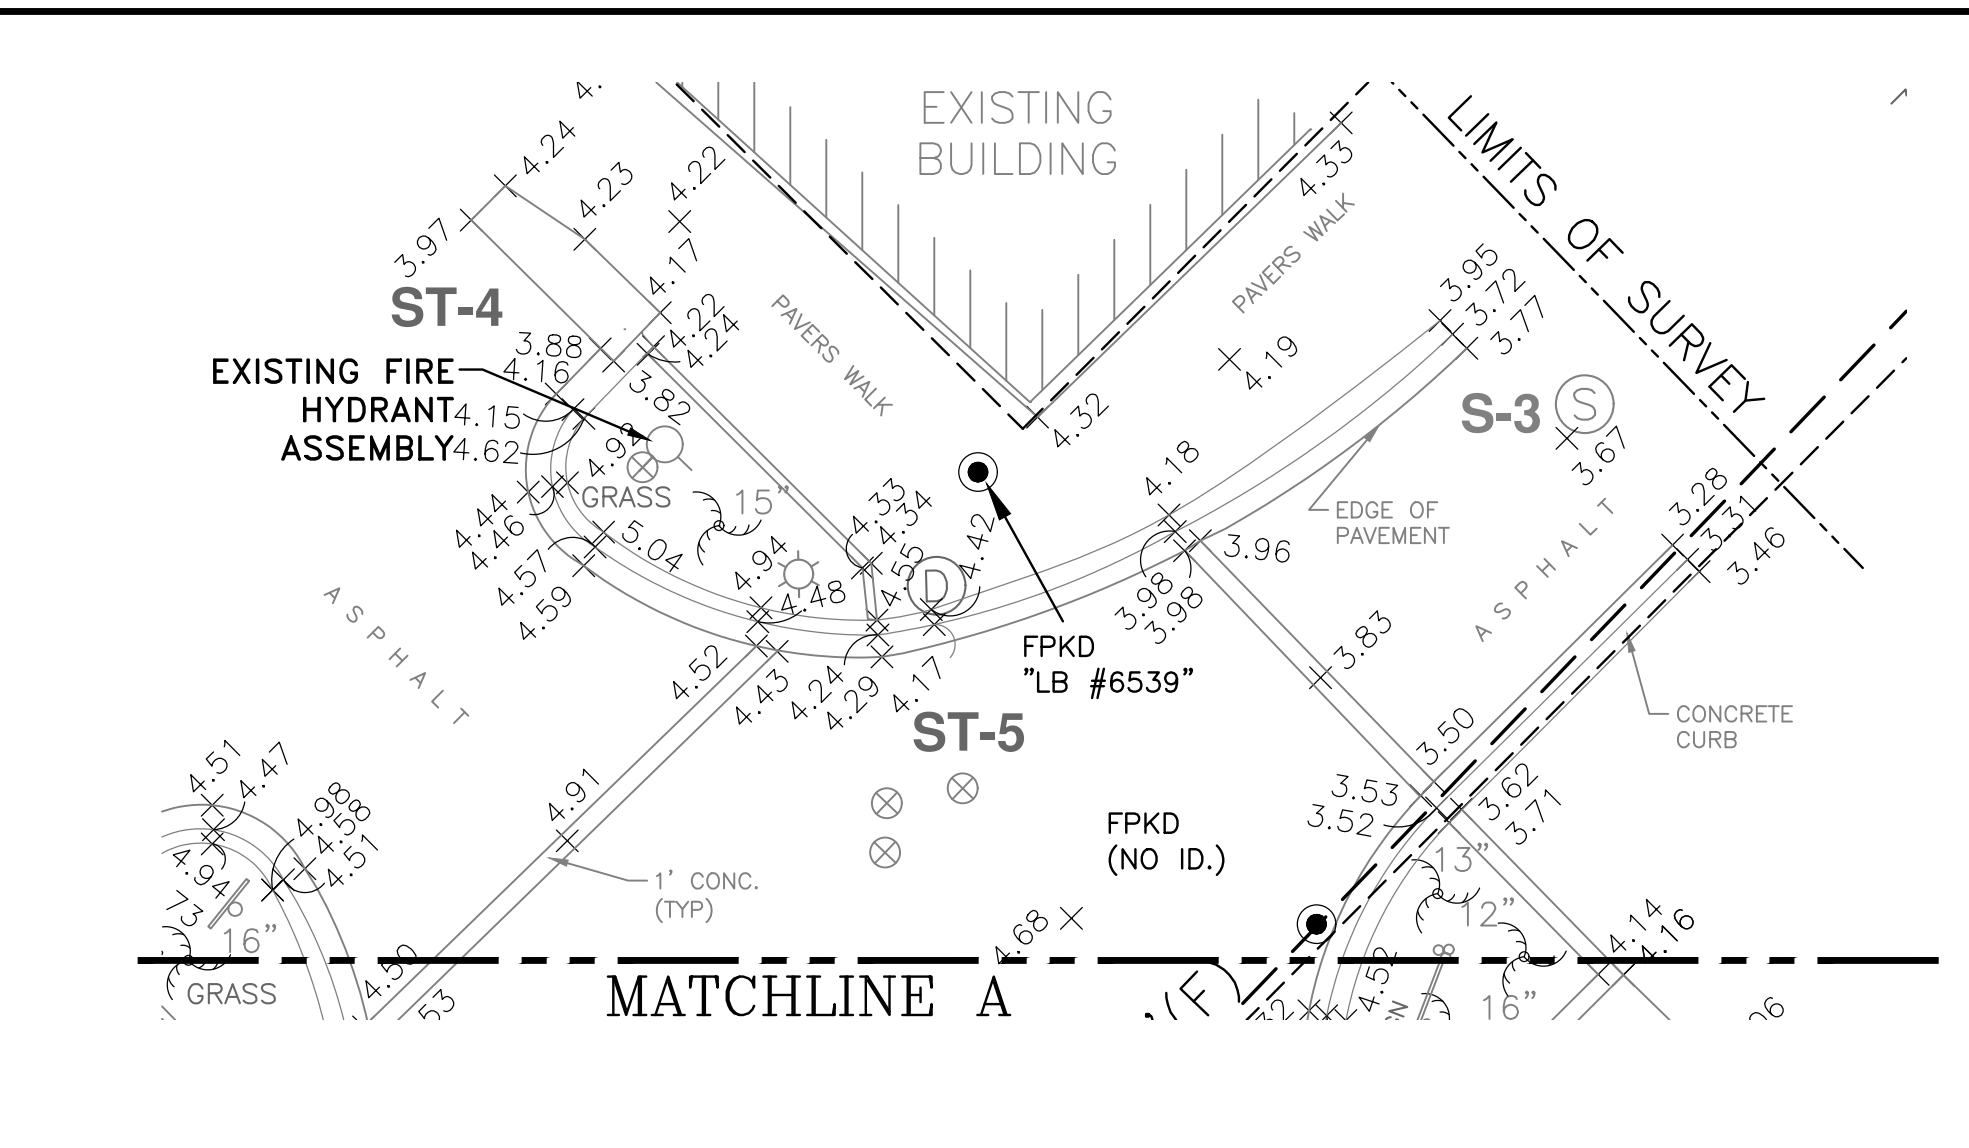 EXISTING
BUILDING
LIMITS OF SURVEY
4.24
4.23
4.22
3.97
4.17
4.22
4.24
4.33
PAVERS WALK
PAVERS WALK
3.95
3.72
3.77
ST-4
3.88
4.16
EXISTING FIRE
HYDRANT
ASSEMBLY
4.15
4.62
3.82
4.19
4.32
S-3
S
3.67
4.18
GRASS
15"
4.44
4.46
4.57
4.59
5.04
4.94
4.48
4.33
4.34
4.55
4.42
D
EDGE OF
PAVEMENT
3.28
3.31
3.46
3.96
3.98
3.98
ASPHALT
ASPHALT
FPKD
"LB #6539"
3.83
4.52
4.43
4.24
4.29
4.17
ST-5
CONCRETE
CURB
3.50
3.53
3.52
3.62
3.71
4.51
4.47
4.98
4.58
4.51
4.94
73
4.91
FPKD
(NO ID.)
1' CONC.
(TYP)
13"
12"
16"
4.68
4.14
4.16
4.50
53
4.52
GRASS
MATCHLINE A
16"